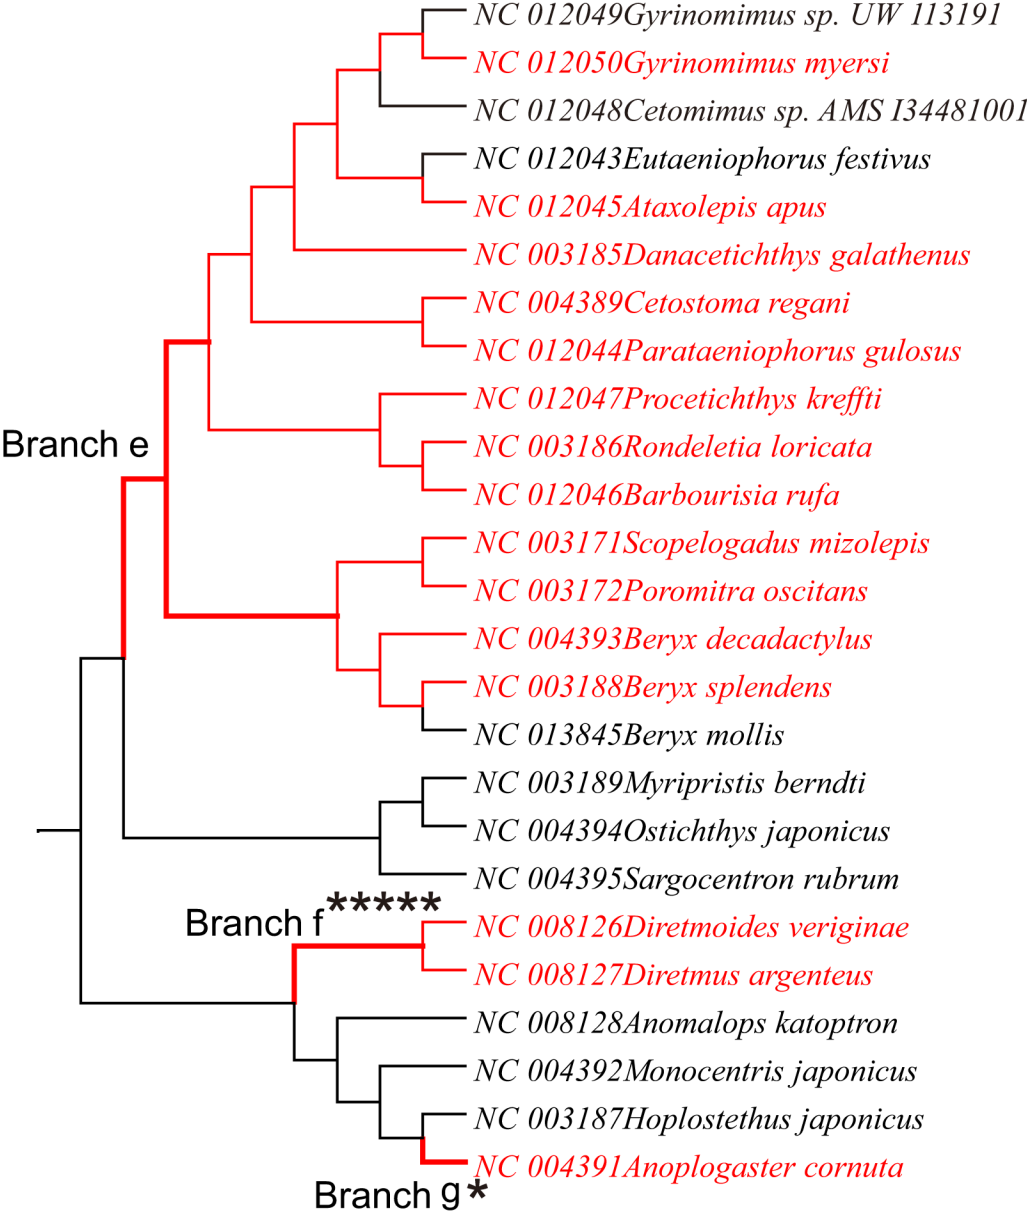 NC 012049Gyrinomimus sp. UW 113191
NC 012050Gyrinomimus myersi
NC 012048Cetomimus sp. AMS I34481001
NC 012043Eutaeniophorus festivus
NC 012045Ataxolepis apus
NC 003185Danacetichthys galathenus
NC 004389Cetostoma regani
NC 012044Parataeniophorus gulosus
NC 012047Procetichthys kreffti
Branch e
NC 003186Rondeletia loricata
NC 012046Barbourisia rufa
NC 003171Scopelogadus mizolepis
NC 003172Poromitra oscitans
NC 004393Beryx decadactylus
NC 003188Beryx splendens
NC 013845Beryx mollis
NC 003189Myripristis berndti
NC 004394Ostichthys japonicus
NC 004395Sargocentron rubrum
Branch f*****
NC 008126Diretmoides veriginae
NC 008127Diretmus argenteus
NC 008128Anomalops katoptron
NC 004392Monocentris japonicus
NC 003187Hoplostethus japonicus
NC 004391Anoplogaster cornuta
Branch g*